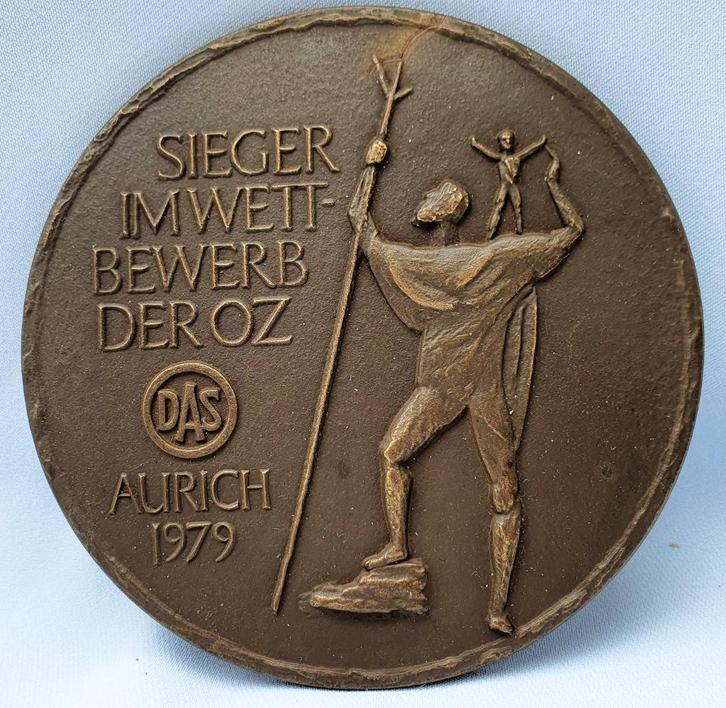 SIEGER
IM WETT-
BEWERB
DER OZ
DAS
AURICH
1979